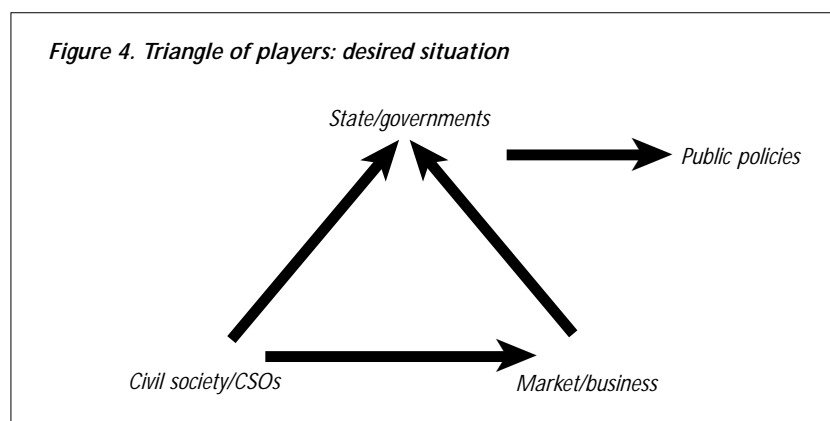 Figure 4. Triangle of players: desired situation
State/governments
Public policies
Civil society/CSOs
Market/business